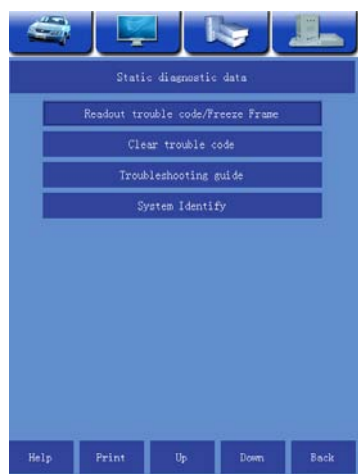 Static diagnostic data
Readout trouble code/Freeze Frame
Clear trouble code
Troubleshooting guide
System Identify
Help Print Up Down Back